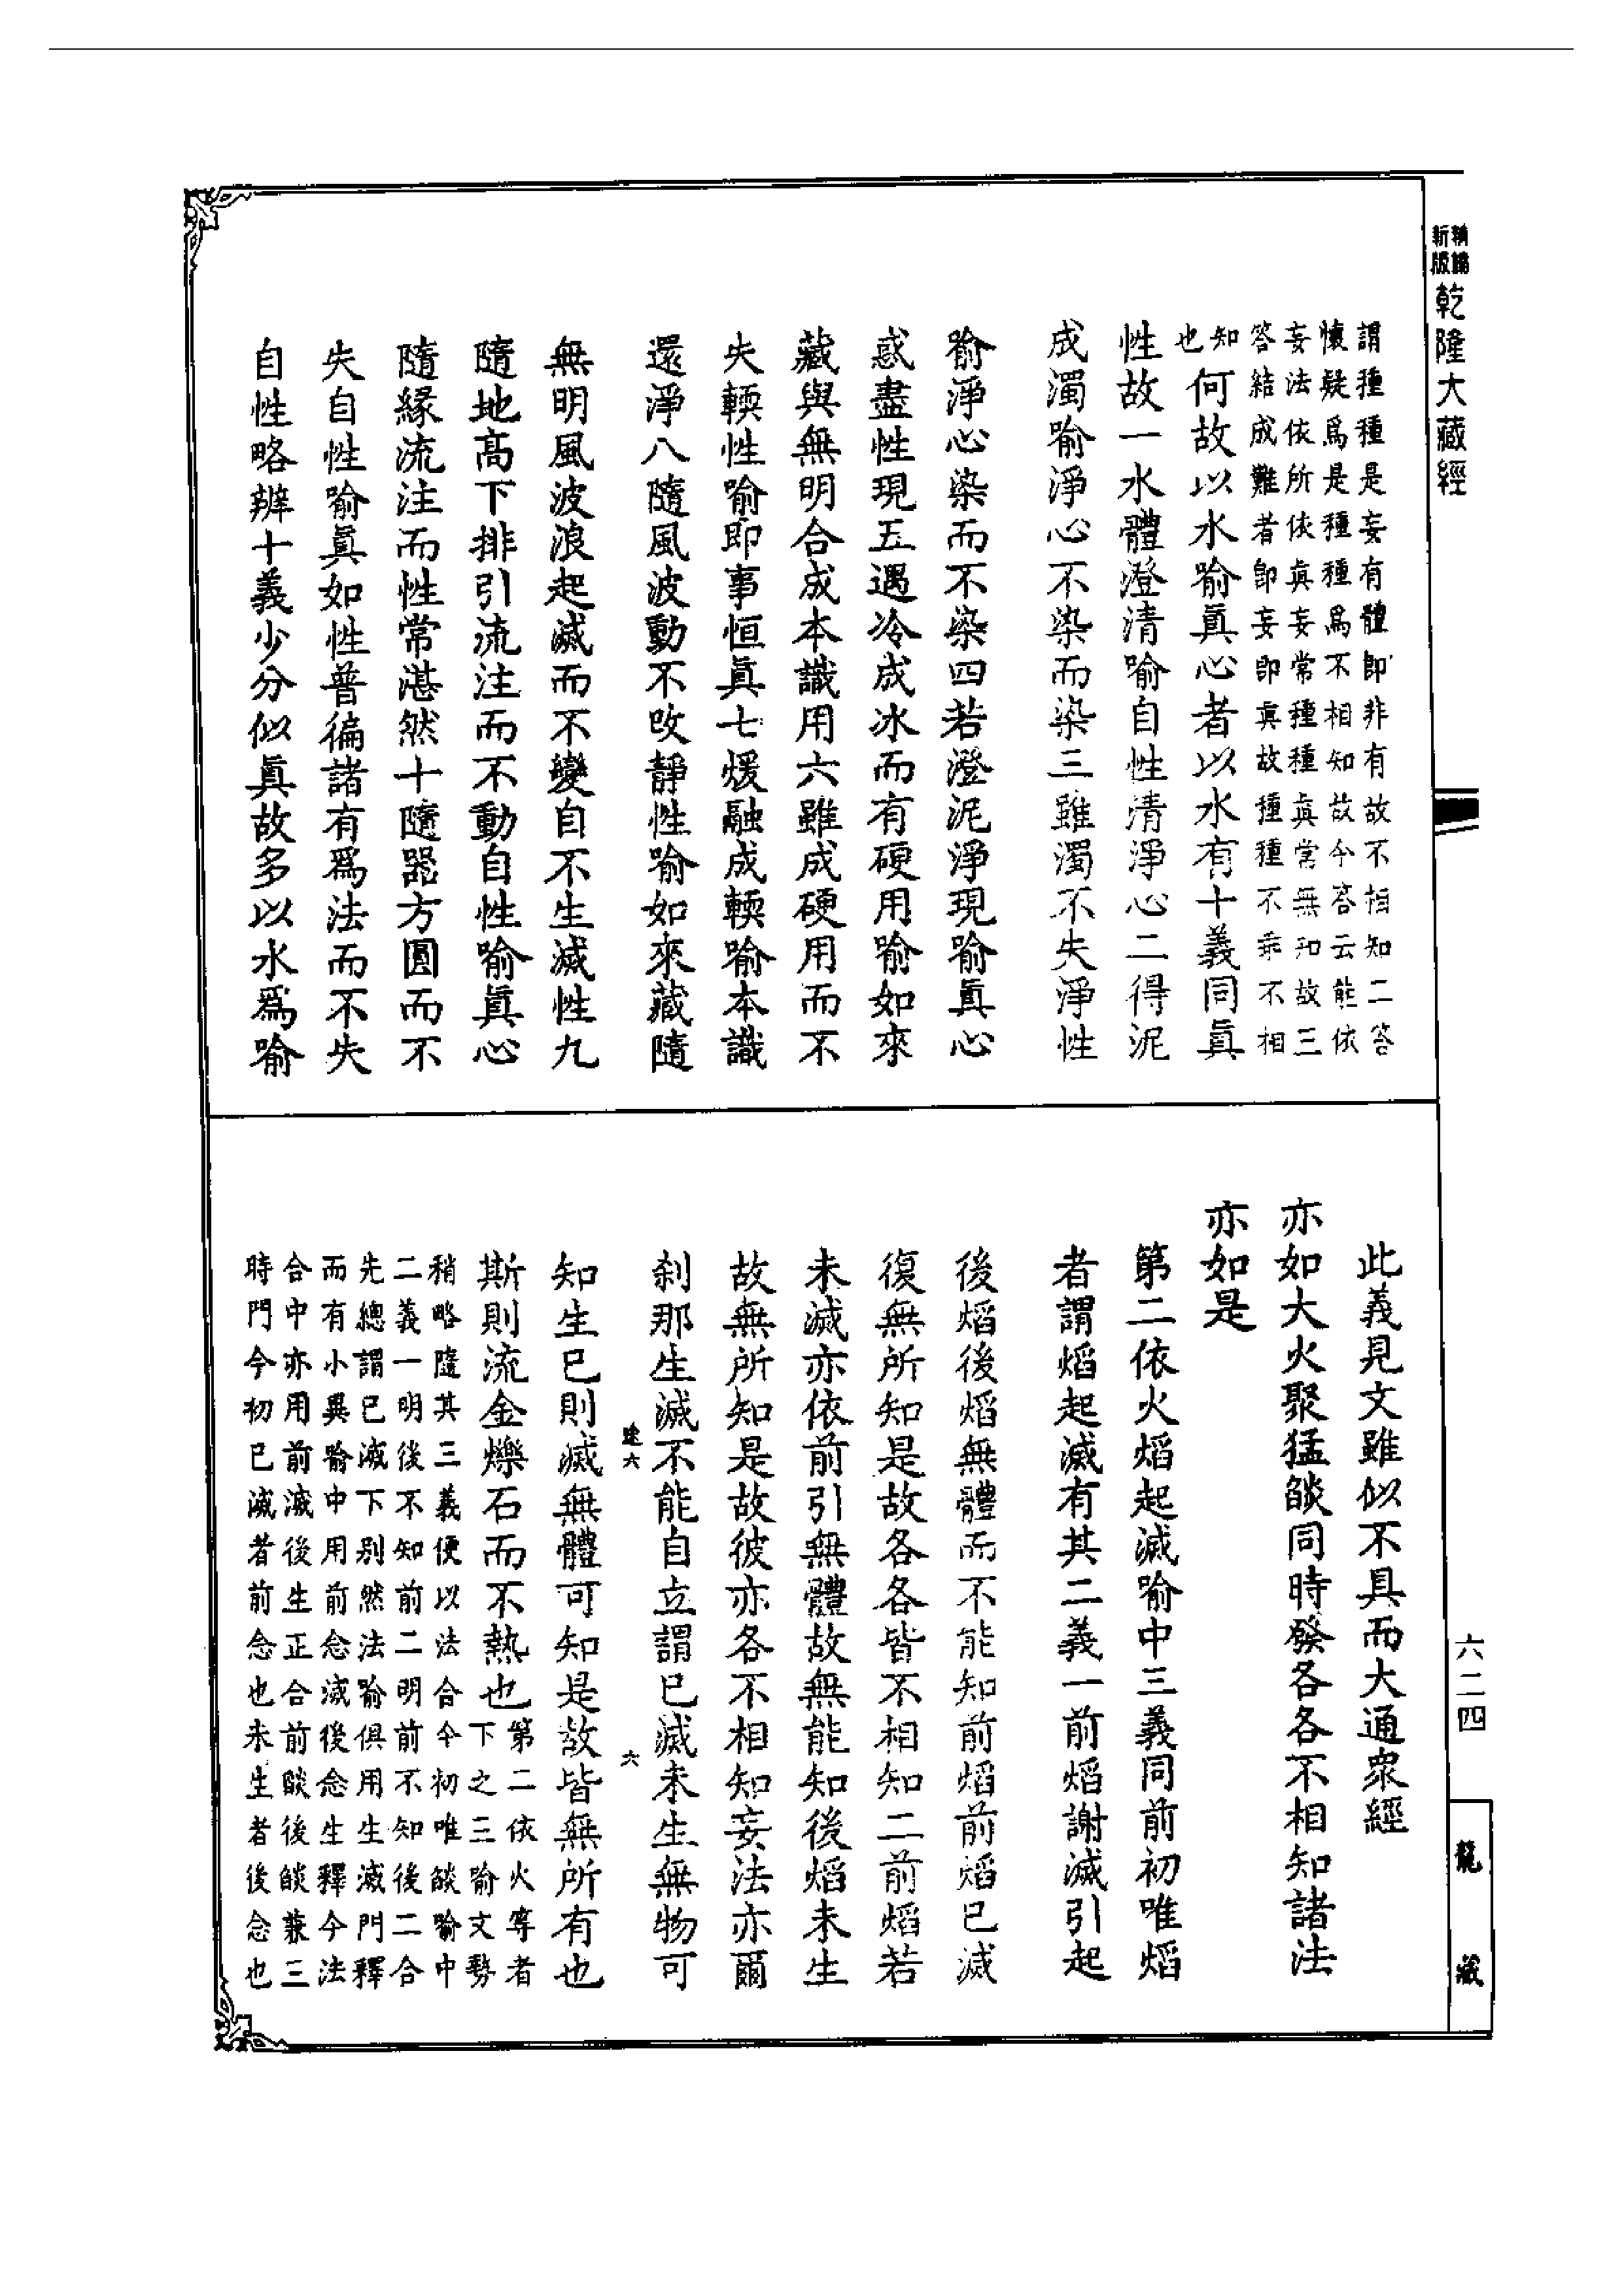 新版
精縮
乾隆大藏經
謂種種是妄有體即非有故不相知二答
懷疑爲是種種爲不相知故今答云能依
妄法依所依眞妄常種種眞常無知故三
答結成難者即妄即眞故種種不乖不相
知
也
何故以水喻眞心者以水有十義同眞
性故一水體澄清喻自性清淨心二得泥
成濁喻淨心不染而染三雖濁不失淨性
喻淨心染而不染四若澄泥淨現喻眞心
惑盡性現五遇冷成冰而有硬用喻如來
藏與無明合成本識用六雖成硬用而不
失輭性喻即事恒眞七煖融成輭喻本識
還淨八隨風波動不改靜性喻如來藏隨
無明風波浪起滅而不變自不生滅性九
隨地高下排引流注而不動自性喻眞心
隨緣流注而性常湛然十隨器方圓而不
失自性喻眞如性普徧諸有爲法而不失
自性略辨十義少分似眞故多以水爲喻
此義見文雖似不具而大通衆經
亦如大火聚猛燄同時發各各不相知諸法
亦如是
第二依火焰起滅喻中三義同前初唯焰
者謂焰起滅有其二義一前焰謝滅引起
後焰後焰無體而不能知前焰前焰已滅
復無所知是故各各皆不相知二前焰若
未滅亦依前引無體故無能知後焰未生
故無所知是故彼亦各不相知妄法亦爾
刹那生滅不能自立謂已滅未生無物可
六
六
知生已則滅無體可知是故皆無所有也
斯則流金爍石而不熱也
第二依火等者
下之三喻文勢
稍略隨其三義便以法合今初唯燄喻中
二義一明後不知前二明前不知後二合
先總謂已滅下別然法喻俱用生滅門釋
而有小異喻中用前念滅後念生釋今法
合中亦用前滅後生正合前燄後燄兼三
時門今初已滅者前念也未生者後念也
六二四
龍藏